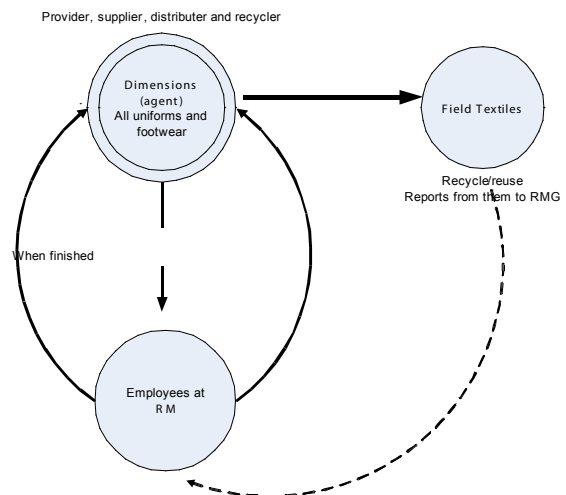 Provider, supplier, distributer and recycler
Dimensions
(agent)
All uniforms and
footwear
Field Textiles
Recycle/reuse
Reports from them to RMG
When finished
Employees at
RM